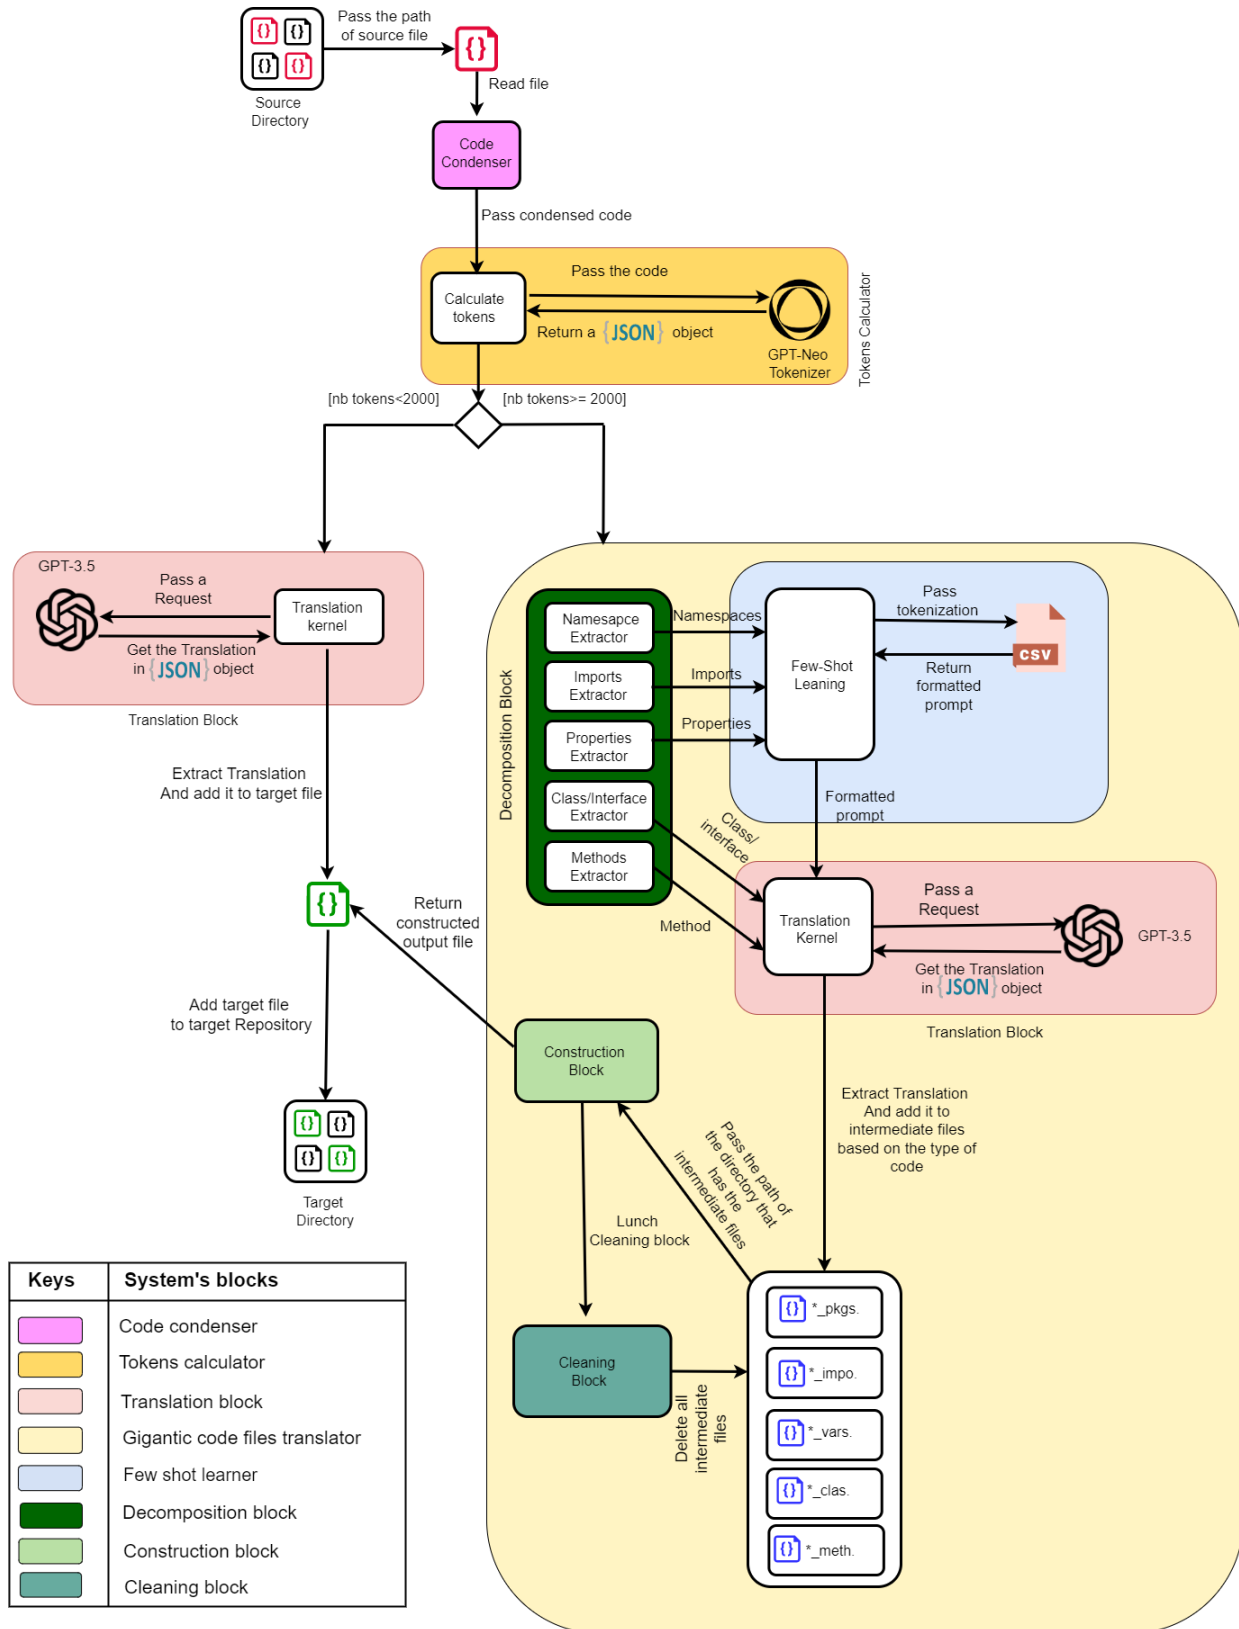 Pass the path
of source file
Source
Directory
Read file
Code
Condenser
Pass condensed code
Pass the code
Calculate
tokens
Return a {JSON} object
GPT-Neo
Tokenizer
Tokens Calculator
[nb tokens<2000]
[nb tokens>= 2000]
GPT-3.5
Pass a
Request
Translation
kernel
Get the Translation
in {JSON} object
Translation Block
Decomposition Block
Namesapce
Extractor
Imports
Extractor
Properties
Extractor
Class/Interface
Extractor
Methods
Extractor
Namespaces
Imports
Properties
Class/
interface
Method
Few-Shot
Leaning
Pass
tokenization
CSV
Return
formatted
prompt
Formatted
prompt
Translation
Kernel
Pass a
Request
GPT-3.5
Get the Translation
in {JSON} object
Translation Block
Extract Translation
And add it to target file
Return
constructed
output file
Add target file
to target Repository
Target
Directory
Construction
Block
Extract Translation
And add it to
intermediate files
based on the type of
code
Pass the path of
the directory that
has the
intermediate files
Lunch
Cleaning block
Cleaning
Block
Delete all
intermediate
files
{} *_pkgs.
{} *_impo.
{} *_vars.
{} *_clas.
{} *_meth.
Keys System's blocks
Code condenser
Tokens calculator
Translation block
Gigantic code files translator
Few shot learner
Decomposition block
Construction block
Cleaning block